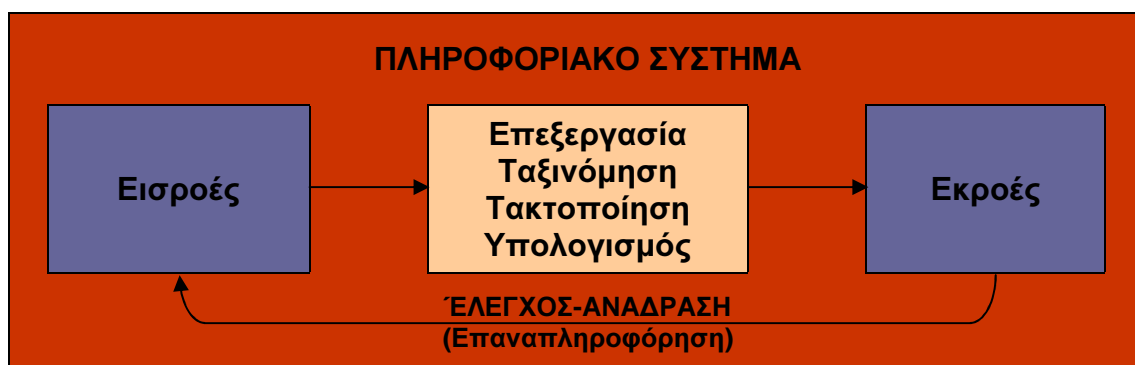 ΠΛΗΡΟΦΟΡΙΑΚΟ ΣΥΣΤΗΜΑ
Εισροές
Επεξεργασία
Ταξινόμηση
Τακτοποίηση
Υπολογισμός
Εκροές
ΈΛΕΓΧΟΣ-ΑΝΑΔΡΑΣΗ
(Επαναπληροφόρηση)